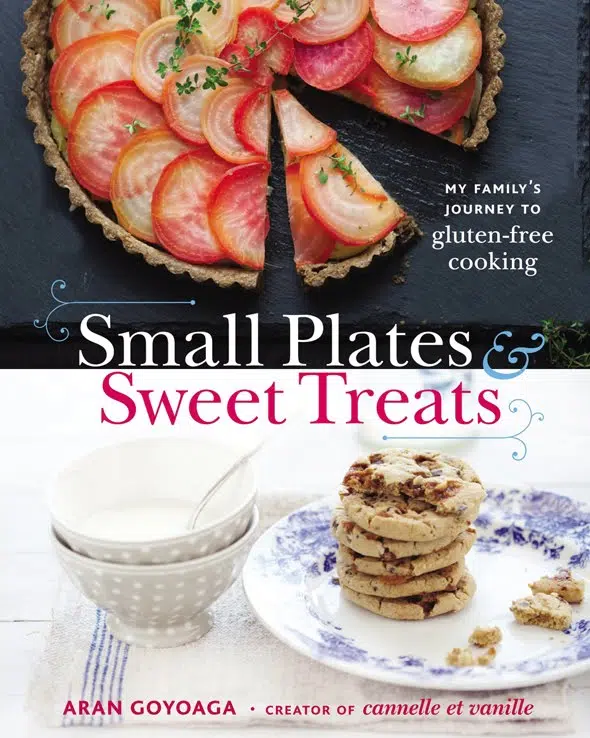 MY FAMILY'S
JOURNEY TO
gluten-free
cooking
Small Plates &
Sweet Treats
ARAN GOYOAGA • CREATOR OF cannelle et vanille